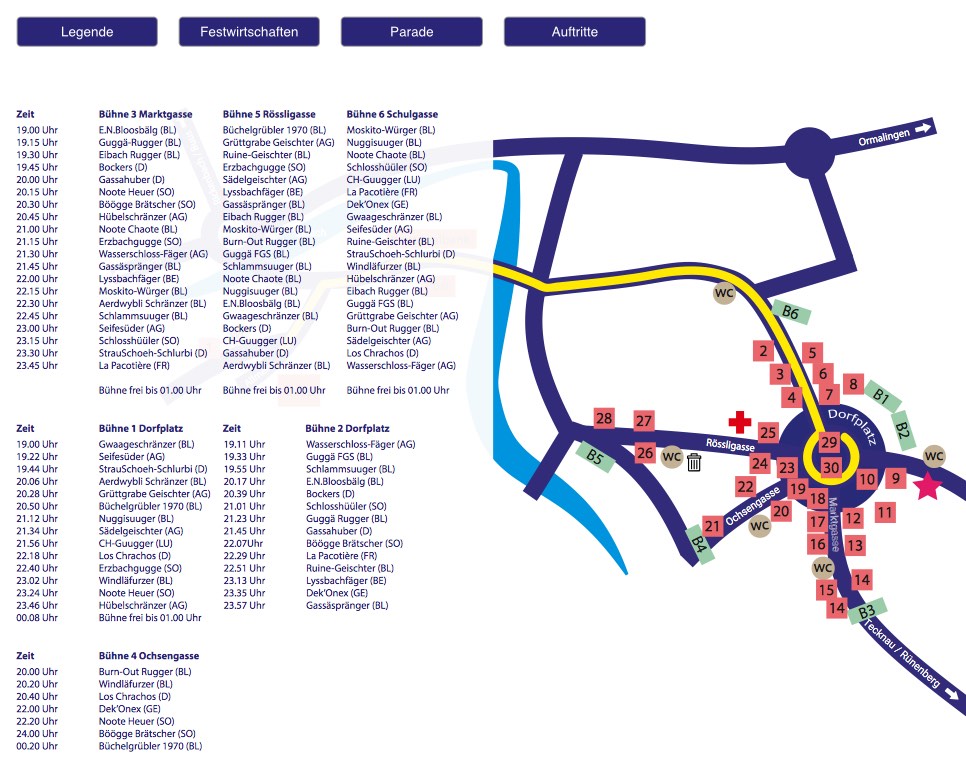 Legende Festwirtschaften Parade Auftritte
Zeit Bühne 3 Marktgasse Bühne 5 Rössligasse Bühne 6 Schulgasse
19.00 Uhr E.N.Bloosbälg (BL) Büchelgrübler 1970 (BL) Moskito-Würger (BL)
19.15 Uhr Guggä-Rugger (BL) Grüttgrabe Geischter (AG) Nuggisuuger (BL)
19.30 Uhr Eibach Rugger (BL) Ruine-Geischter (BL) Noote Chaote (BL)
19.45 Uhr Bockers (D) Erzbachgugge (SO) Schlosshüüler (SO)
20.00 Uhr Gassahuber (D) Sädelgeischter (AG) CH-Guugger (LU)
20.15 Uhr Noote Heuer (SO) Lyssbachfäger (BE) La Pacotière (FR)
20.30 Uhr Böögge Brätscher (SO) Gassäspränger (BL) Dek'Onex (GE)
20.45 Uhr Hübelschränzer (AG) Eibach Rugger (BL) Gwaageschränzer (BL)
21.00 Uhr Noote Chaote (BL) Moskito-Würger (BL) Seifesüder (AG)
21.15 Uhr Erzbachgugge (SO) Burn-Out Rugger (BL) Ruine-Geischter (BL)
21.30 Uhr Wasserschloss-Fäger (AG) Guggä FGS (BL) StrauSchoeh-Schlurbi (D)
21.45 Uhr Gassäspränger (BL) Schlammsuuger (BL) Windläfurzer (BL)
22.00 Uhr Lyssbachfäger (BE) Noote Chaote (BL) Hübelschränzer (AG)
22.15 Uhr Moskito-Würger (BL) Nuggisuuger (BL) Eibach Rugger (BL)
22.30 Uhr Aerdwybli Schränzer (BL) E.N.Bloosbälg (BL) Guggä FGS (BL)
22.45 Uhr Schlammsuuger (BL) Gwaageschränzer (BL) Grüttgrabe Geischter (AG)
23.00 Uhr Seifesüder (AG) Bockers (D) Burn-Out Rugger (BL)
23.15 Uhr Schlosshüüler (SO) CH-Guugger (LU) Sädelgeischter (AG)
23.30 Uhr StrauSchoeh-Schlurbi (D) Gassahuber (D) Los Chrachos (D)
23.45 Uhr La Pacotière (FR) Aerdwybli Schränzer (BL) Wasserschloss-Fäger (AG)
Bühne frei bis 01.00 Uhr Bühne frei bis 01.00 Uhr Bühne frei bis 01.00 Uhr
Zeit Bühne 1 Dorfplatz Zeit Bühne 2 Dorfplatz
19.00 Uhr Gwaageschränzer (BL) 19.11 Uhr Wasserschloss-Fäger (AG)
19.22 Uhr Seifesüder (AG) 19.33 Uhr Guggä FGS (BL)
19.44 Uhr StrauSchoeh-Schlurbi (D) 19.55 Uhr Schlammsuuger (BL)
20.06 Uhr Aerdwybli Schränzer (BL) 20.17 Uhr E.N.Bloosbälg (BL)
20.28 Uhr Grüttgrabe Geischter (AG) 20.39 Uhr Bockers (D)
20.50 Uhr Büchelgrübler 1970 (BL) 21.01 Uhr Schlosshüüler (SO)
21.12 Uhr Nuggisuuger (BL) 21.23 Uhr Guggä Rugger (BL)
21.34 Uhr Sädelgeischter (AG) 21.45 Uhr Gassahuber (D)
21.56 Uhr CH-Guugger (LU) 22.07Uhr Böögge Brätscher (SO)
22.18 Uhr Los Chrachos (D) 22.29 Uhr La Pacotière (FR)
22.40 Uhr Erzbachgugge (SO) 22.51 Uhr Ruine-Geischter (BL)
23.02 Uhr Windläfurzer (BL) 23.13 Uhr Lyssbachfäger (BE)
23.24 Uhr Noote Heuer (SO) 23.35 Uhr Dek'Onex (GE)
23.46 Uhr Hübelschränzer (AG) 23.57 Uhr Gassäspränger (BL)
00.08 Uhr Bühne frei bis 01.00 Uhr
Zeit Bühne 4 Ochsengasse
20.00 Uhr Burn-Out Rugger (BL)
20.20 Uhr Windläfurzer (BL)
20.40 Uhr Los Chrachos (D)
22.00 Uhr Dek'Onex (GE)
22.20 Uhr Noote Heuer (SO)
24.00 Uhr Böögge Brätscher (SO)
00.20 Uhr Büchelgrübler 1970 (BL)
Ormalingen
WC
B6
2
5
3
6
4
7
8
B1
B2
Dorfplatz
28
27
25
29
Rössligasse
B5
26
WC
24
23
30
WC
10
9
22
19
18
Ochsengasse
20
21
WC
B4
17
Marktgasse
12
11
16
13
WC
14
15
14
B3
Tecknau / Rünenberg